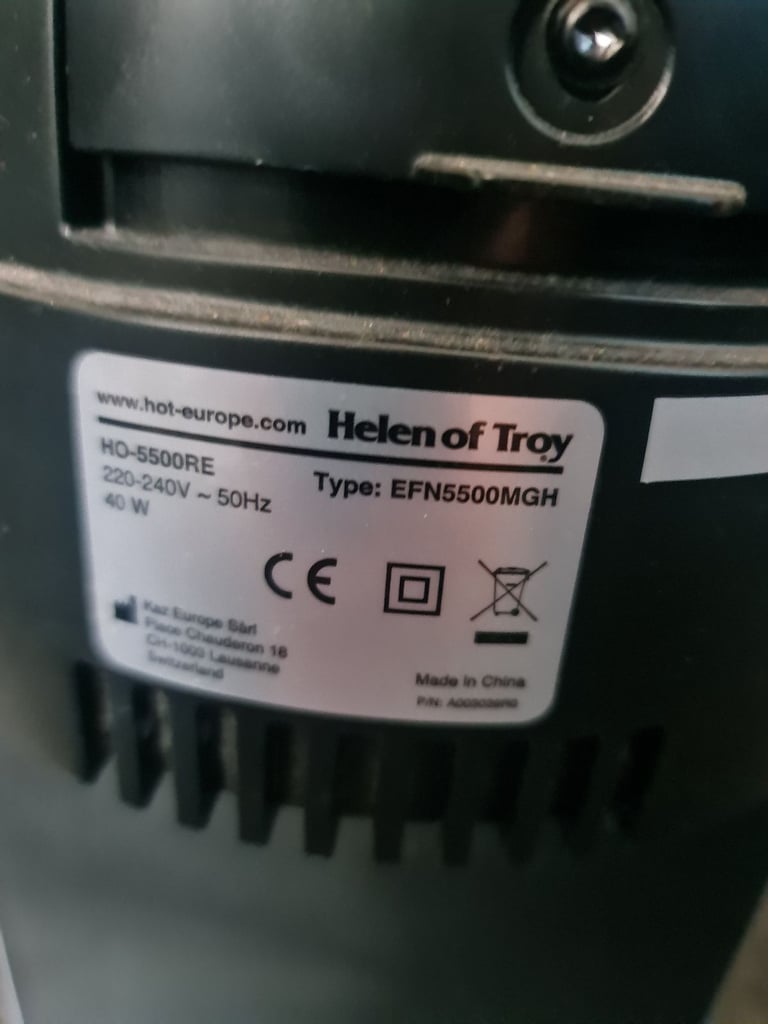 www.hot-europe.com Helen of Troy
HO-5500RE
220-240V ~ 50Hz
40 W
Type: EFN5500MGH
CE
Kaz Europe Sàrl
Place Chauderon 18
CH-1000 Lausanne
Switzerland
Made in China
P/N: